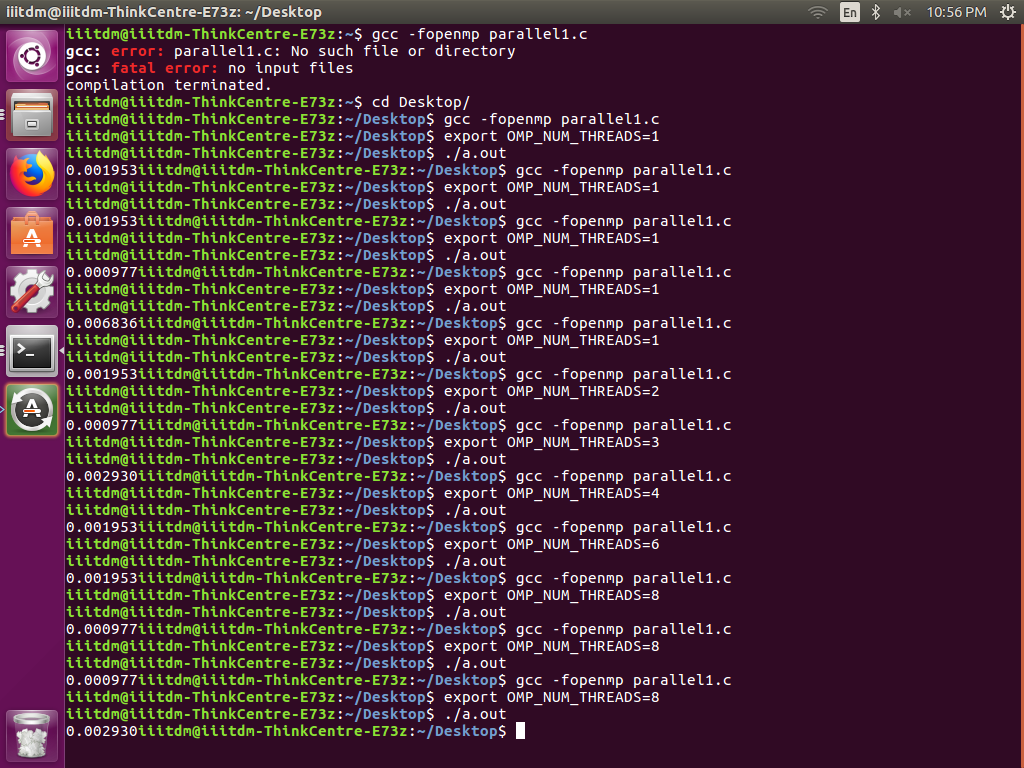 iiitdm@iiitdm-ThinkCentre-E73z: ~/Desktop En 10:56 PM
iiitdm@iiitdm-ThinkCentre-E73z:~$ gcc -fopenmp parallel1.c
gcc: error: parallel1.c: No such file or directory
gcc: fatal error: no input files
compilation terminated.
iiitdm@iiitdm-ThinkCentre-E73z:~$ cd Desktop/
iiitdm@iiitdm-ThinkCentre-E73z:~/Desktop$ gcc -fopenmp parallel1.c
iiitdm@iiitdm-ThinkCentre-E73z:~/Desktop$ export OMP_NUM_THREADS=1
iiitdm@iiitdm-ThinkCentre-E73z:~/Desktop$ ./a.out
0.001953iiitdm@iiitdm-ThinkCentre-E73z:~/Desktop$ gcc -fopenmp parallel1.c
iiitdm@iiitdm-ThinkCentre-E73z:~/Desktop$ export OMP_NUM_THREADS=1
iiitdm@iiitdm-ThinkCentre-E73z:~/Desktop$ ./a.out
0.001953iiitdm@iiitdm-ThinkCentre-E73z:~/Desktop$ gcc -fopenmp parallel1.c
iiitdm@iiitdm-ThinkCentre-E73z:~/Desktop$ export OMP_NUM_THREADS=1
iiitdm@iiitdm-ThinkCentre-E73z:~/Desktop$ ./a.out
0.000977iiitdm@iiitdm-ThinkCentre-E73z:~/Desktop$ gcc -fopenmp parallel1.c
iiitdm@iiitdm-ThinkCentre-E73z:~/Desktop$ export OMP_NUM_THREADS=1
iiitdm@iiitdm-ThinkCentre-E73z:~/Desktop$ ./a.out
0.006836iiitdm@iiitdm-ThinkCentre-E73z:~/Desktop$ gcc -fopenmp parallel1.c
iiitdm@iiitdm-ThinkCentre-E73z:~/Desktop$ export OMP_NUM_THREADS=1
iiitdm@iiitdm-ThinkCentre-E73z:~/Desktop$ ./a.out
0.001953iiitdm@iiitdm-ThinkCentre-E73z:~/Desktop$ gcc -fopenmp parallel1.c
iiitdm@iiitdm-ThinkCentre-E73z:~/Desktop$ export OMP_NUM_THREADS=2
iiitdm@iiitdm-ThinkCentre-E73z:~/Desktop$ ./a.out
0.000977iiitdm@iiitdm-ThinkCentre-E73z:~/Desktop$ gcc -fopenmp parallel1.c
iiitdm@iiitdm-ThinkCentre-E73z:~/Desktop$ export OMP_NUM_THREADS=3
iiitdm@iiitdm-ThinkCentre-E73z:~/Desktop$ ./a.out
0.002930iiitdm@iiitdm-ThinkCentre-E73z:~/Desktop$ gcc -fopenmp parallel1.c
iiitdm@iiitdm-ThinkCentre-E73z:~/Desktop$ export OMP_NUM_THREADS=4
iiitdm@iiitdm-ThinkCentre-E73z:~/Desktop$ ./a.out
0.001953iiitdm@iiitdm-ThinkCentre-E73z:~/Desktop$ gcc -fopenmp parallel1.c
iiitdm@iiitdm-ThinkCentre-E73z:~/Desktop$ export OMP_NUM_THREADS=6
iiitdm@iiitdm-ThinkCentre-E73z:~/Desktop$ ./a.out
0.001953iiitdm@iiitdm-ThinkCentre-E73z:~/Desktop$ gcc -fopenmp parallel1.c
iiitdm@iiitdm-ThinkCentre-E73z:~/Desktop$ export OMP_NUM_THREADS=8
iiitdm@iiitdm-ThinkCentre-E73z:~/Desktop$ ./a.out
0.000977iiitdm@iiitdm-ThinkCentre-E73z:~/Desktop$ gcc -fopenmp parallel1.c
iiitdm@iiitdm-ThinkCentre-E73z:~/Desktop$ export OMP_NUM_THREADS=8
iiitdm@iiitdm-ThinkCentre-E73z:~/Desktop$ ./a.out
0.000977iiitdm@iiitdm-ThinkCentre-E73z:~/Desktop$ gcc -fopenmp parallel1.c
iiitdm@iiitdm-ThinkCentre-E73z:~/Desktop$ export OMP_NUM_THREADS=8
iiitdm@iiitdm-ThinkCentre-E73z:~/Desktop$ ./a.out
0.002930iiitdm@iiitdm-ThinkCentre-E73z:~/Desktop$